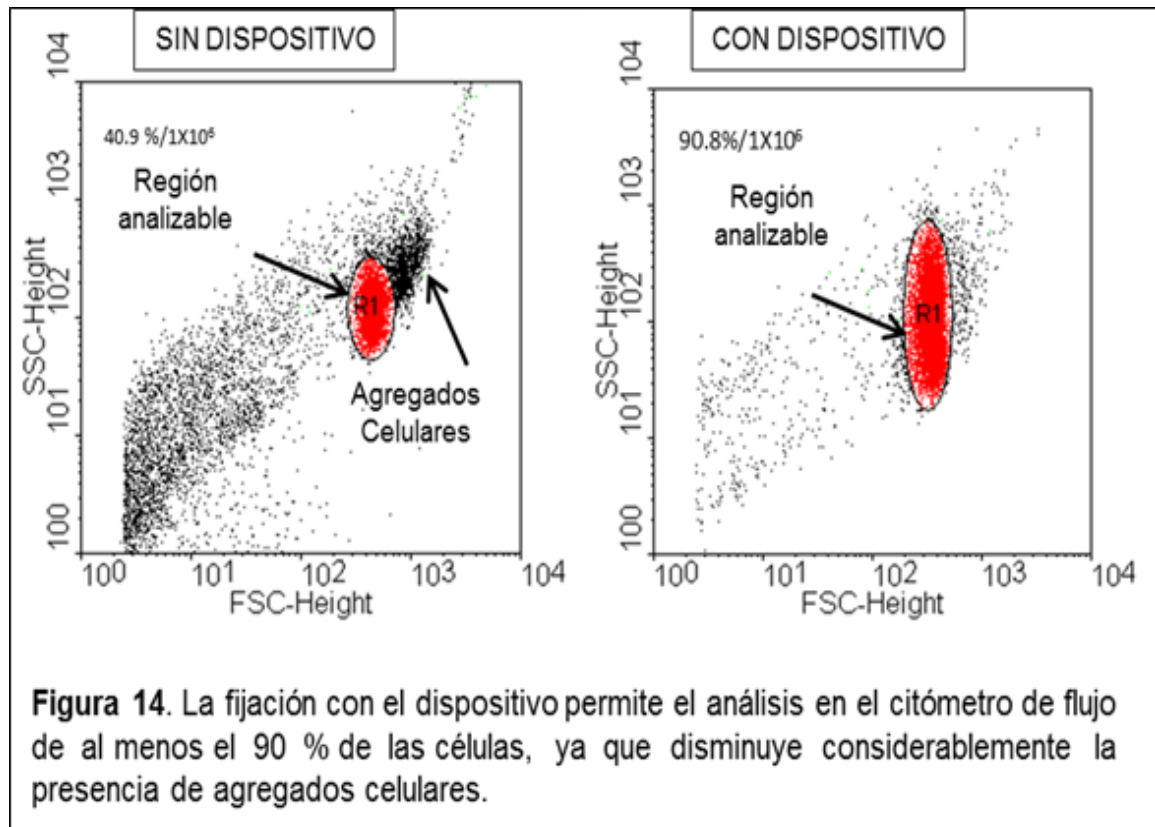 SIN DISPOSITIVO
40.9 %/1X10⁶
Región
analizable
R1
Agregados
Celulares
SSC-Height
100 101 102 103 104
10⁰ 10¹ 10² 10³ 10⁴
FSC-Height
CON DISPOSITIVO
90.8%/1X10⁶
Región
analizable
R1
SSC-Height
100 101 102 103 104
10⁰ 10¹ 10² 10³ 10⁴
FSC-Height
Figura 14. La fijación con el dispositivo permite el análisis en el citómetro de flujo
de al menos el 90 % de las células, ya que disminuye considerablemente la
presencia de agregados celulares.